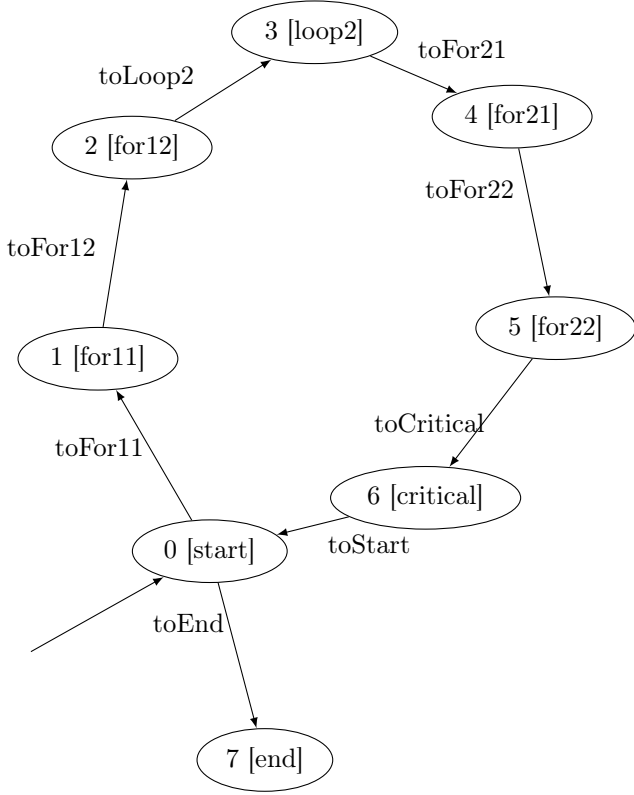 3 [loop2]
toFor21
toLoop2
4 [for21]
2 [for12]
toFor22
toFor12
5 [for22]
1 [for11]
toCritical
toFor11
6 [critical]
0 [start]
toStart
toEnd
7 [end]